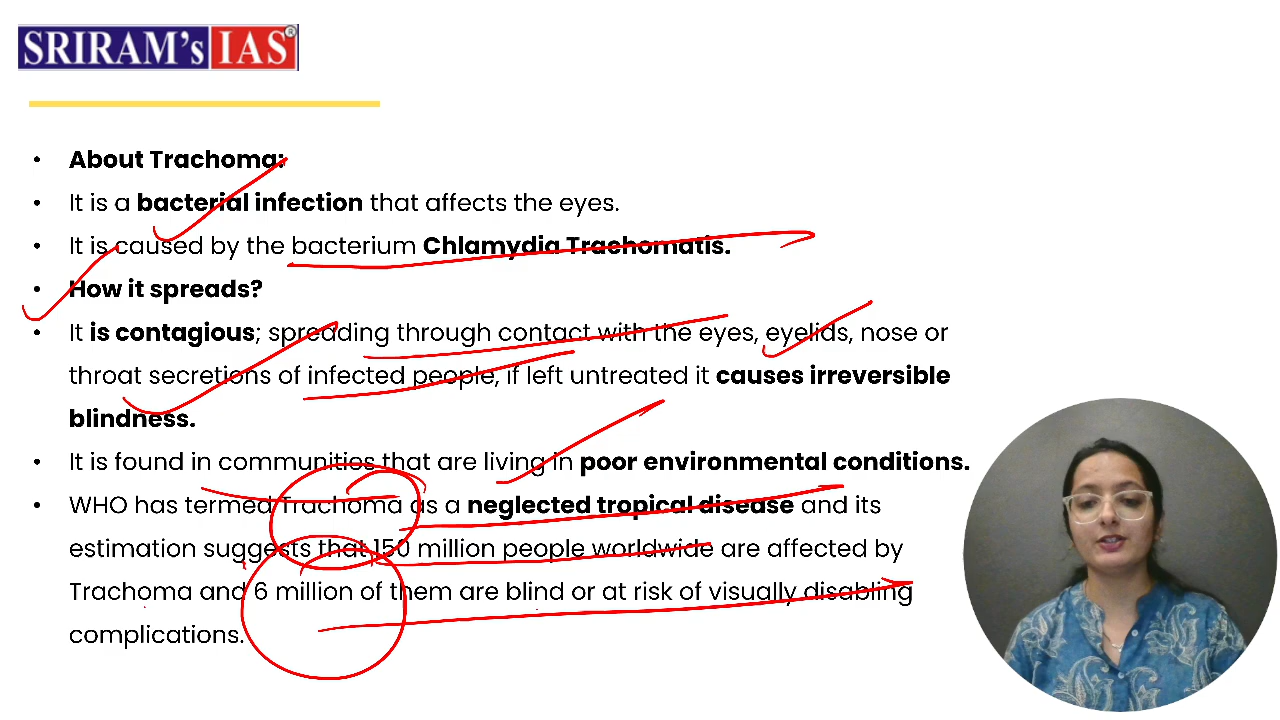 SRIRAM's IAS®
• About Trachoma:
• It is a bacterial infection that affects the eyes.
• It is caused by the bacterium Chlamydia Trachomatis.
• How it spreads?
• It is contagious; spreading through contact with the eyes, eyelids, nose or
throat secretions of infected people, if left untreated it causes irreversible
blindness.
• It is found in communities that are living in poor environmental conditions.
• WHO has termed Trachoma as a neglected tropical disease and its
estimation suggests that 150 million people worldwide are affected by
Trachoma and 6 million of them are blind or at risk of visually disabling
complications.